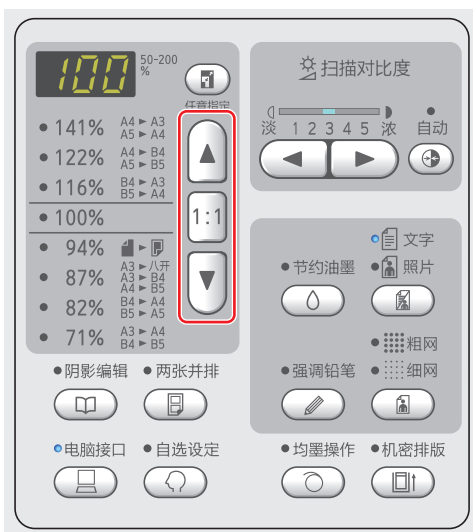 100
50-200
%
任意指定
141% A4 ► A3
A5 ► A4
122% A4 ► B4
A5 ► B5
116% B4 ► A3
B5 ► A4
100%
94%
87% A3 ► 八开
A3 ► B4
A4 ► B5
82% B4 ► A4
B5 ► A5
71% A3 ► A4
B4 ► B5
1:1
扫描对比度
淡 1 2 3 4 5 浓 自动
文字
节约油墨 照片
粗网
强调铅笔 细网
阴影编辑 两张并排
电脑接口 自选设定 均墨操作 机密排版